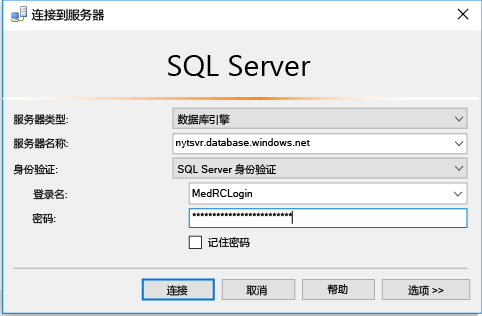 连接到服务器
SQL Server
服务器类型: 数据库引擎
服务器名称: nytsvr.database.windows.net
身份验证: SQL Server 身份验证
登录名: MedRCLogin
密码: *************************
记住密码
连接 取消 帮助 选项 >>